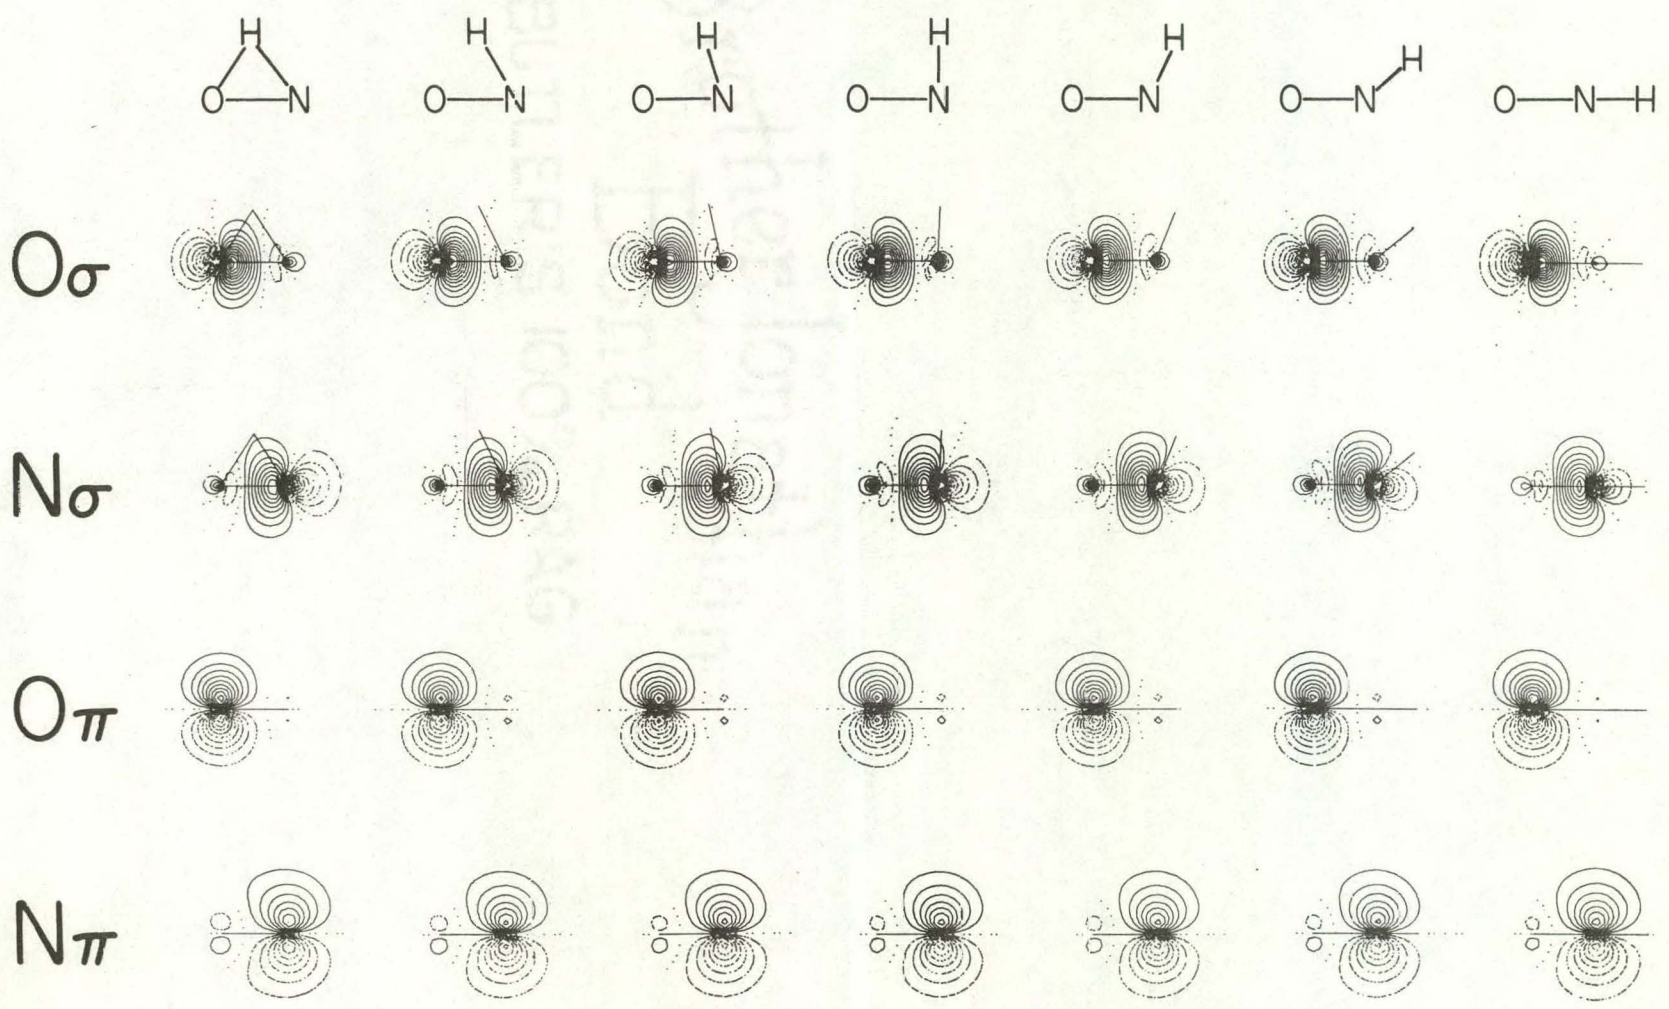 H H H H H H
O N O N O N O N O N O N O N H
Oσ
Nσ
Oπ
Nπ